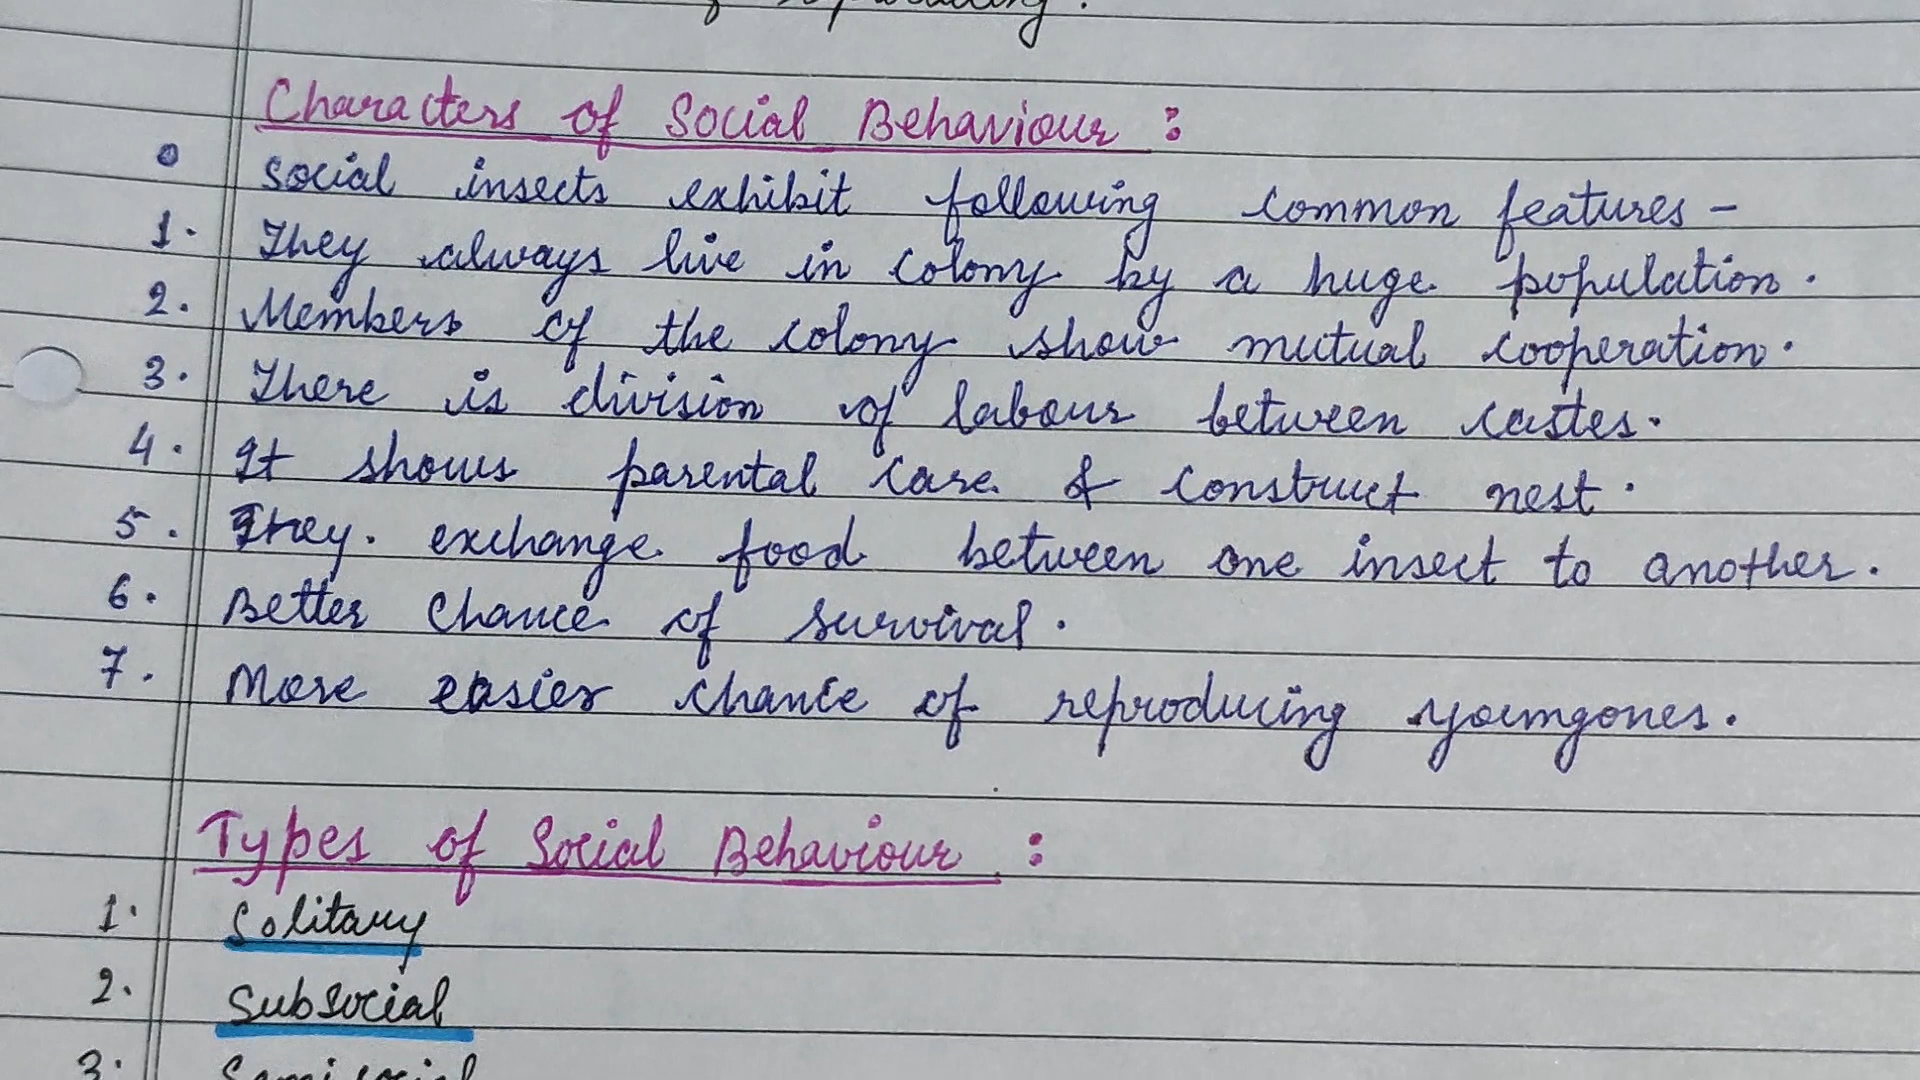 Characters of Social Behaviour :
o Social insects exhibit following common features -
1. They always live in colony by a huge population.
2. Members of the colony show mutual cooperation.
3. There is division of labour between castes.
4. It shows parental care & construct nest.
5. They exchange food between one insect to another.
6. Better chance of survival.
7. More easier chance of reproducing youngones.
Types of Social Behaviour :
1. Solitary
2. Subsocial
3.